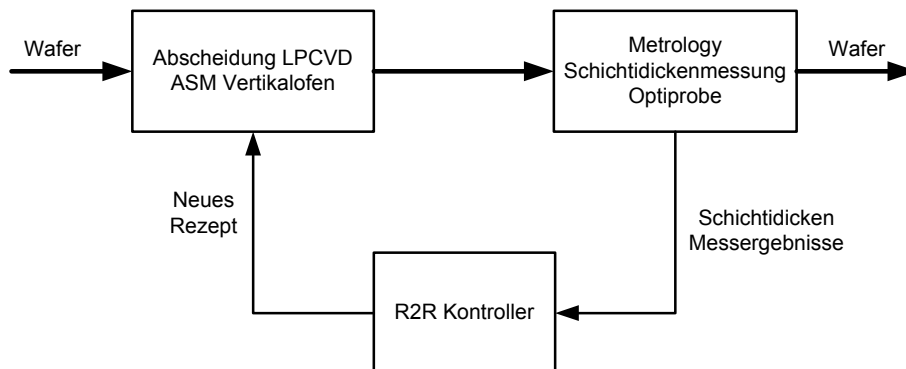 Wafer
Abscheidung LPCVD
ASM Vertikalofen
Metrology
Schichtidickenmessung
Optiprobe
Wafer
Neues
Rezept
Schichtidicken
Messergebnisse
R2R Kontroller